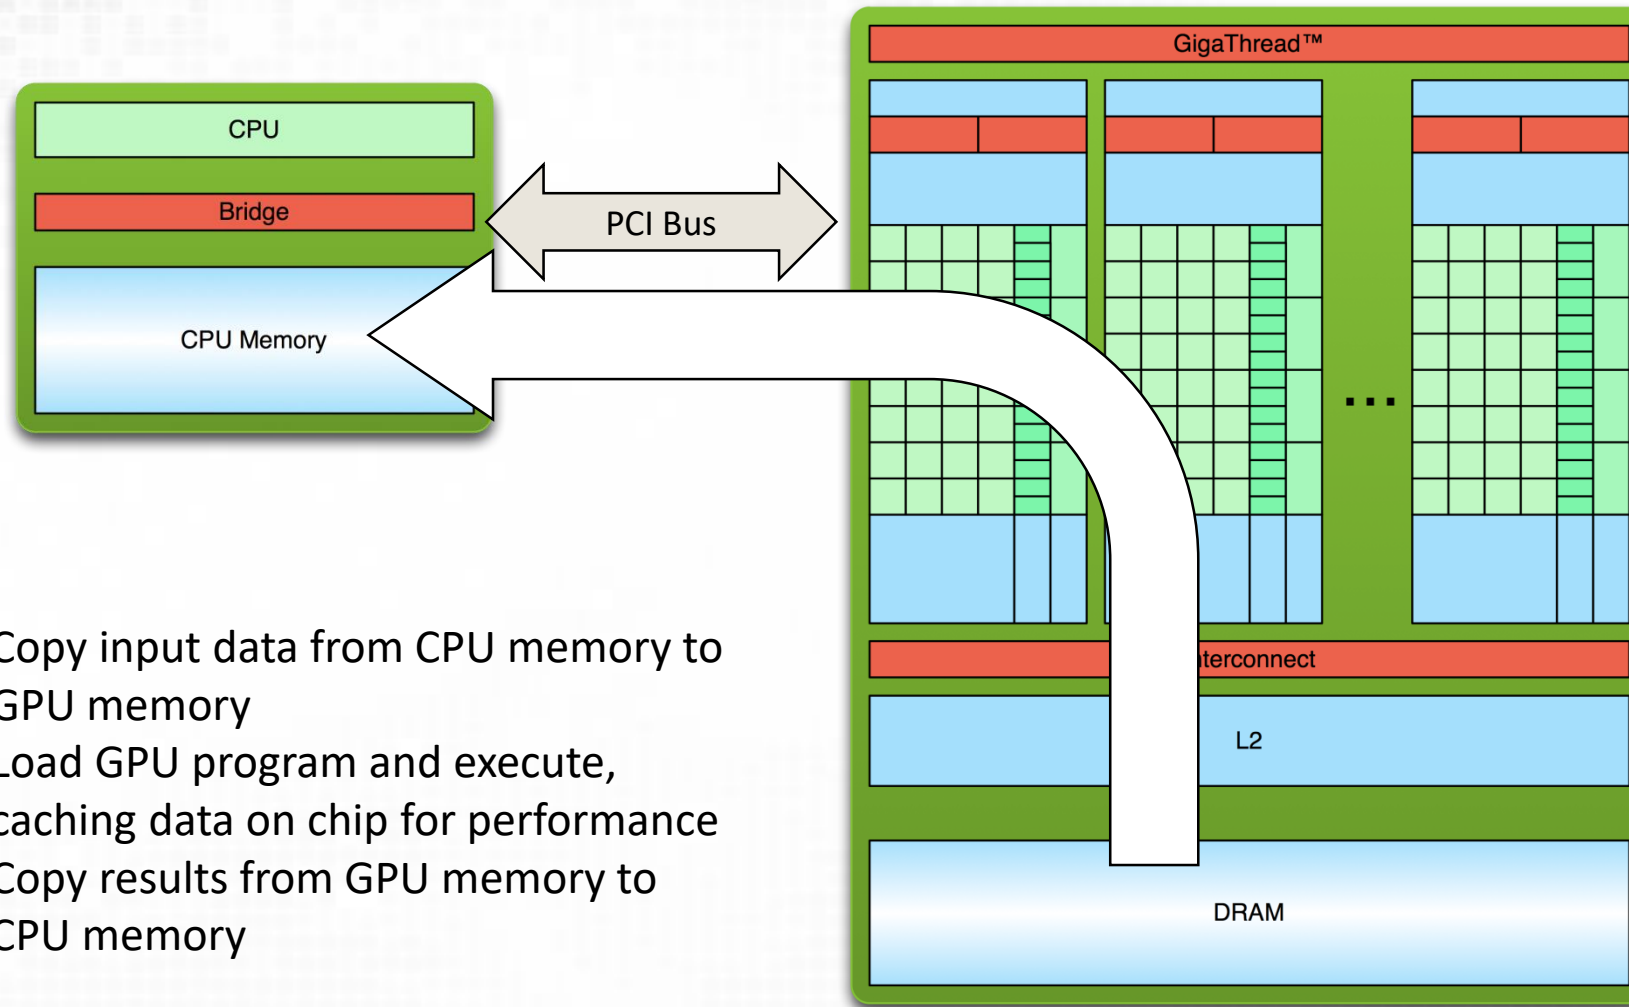 GigaThread™
CPU
Bridge
PCI Bus
CPU Memory
...
Copy input data from CPU memory to
GPU memory
Load GPU program and execute,
caching data on chip for performance
Copy results from GPU memory to
CPU memory
nterconnect
L2
DRAM